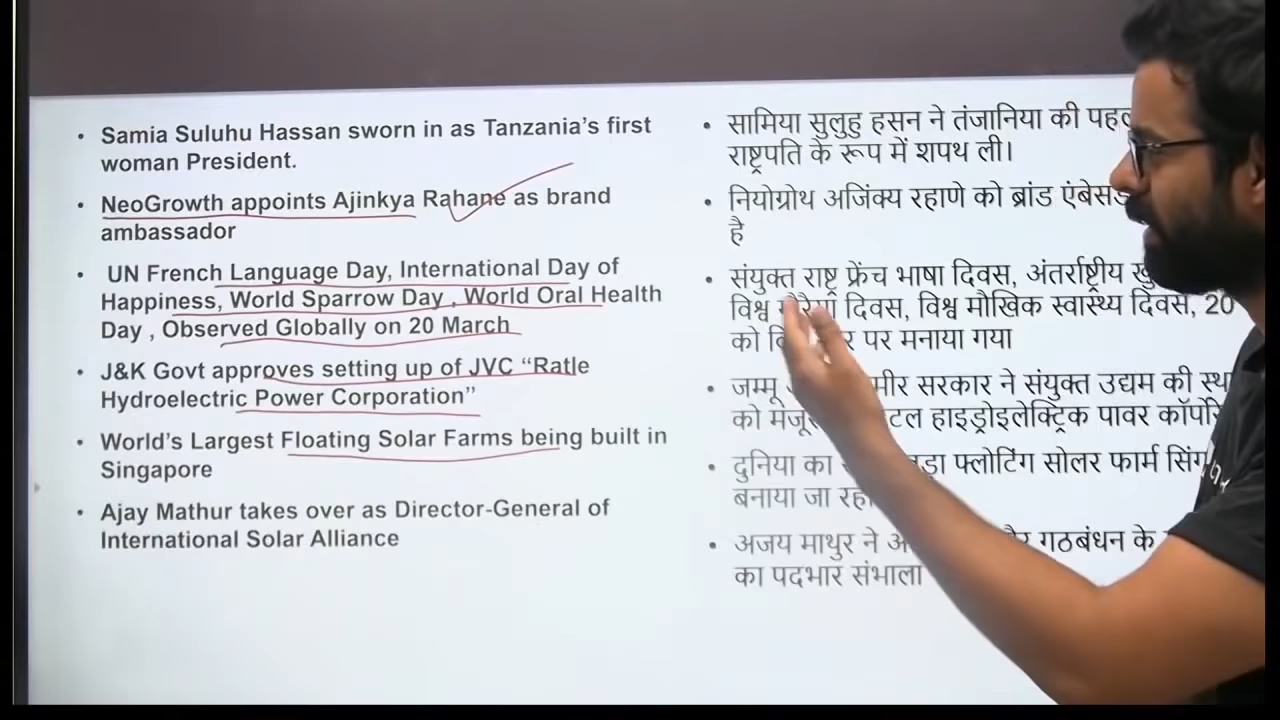 • Samia Suluhu Hassan sworn in as Tanzania's first
woman President.
• NeoGrowth appoints Ajinkya Rahane as brand
ambassador
• UN French Language Day, International Day of
Happiness, World Sparrow Day , World Oral Health
Day , Observed Globally on 20 March
• J&K Govt approves setting up of JVC “Ratle
Hydroelectric Power Corporation”
• World's Largest Floating Solar Farms being built in
Singapore
• Ajay Mathur takes over as Director-General of
International Solar Alliance
• सामिया सुलुहु हसन ने तंजानिया की
राष्ट्रपति के रूप में शपथ ली।
• नियोग्रोथ अजिंक्य रहाणे को ब्रांड
है
• संयुक्त राष्ट्र फ्रेंच भाषा दिवस, अंतर्राष्ट्रीय
विश्व गौरैया दिवस, विश्व मौखिक स्वास्थ्य दिवस, 20
को पर मनाया गया
• जम्मू सरकार ने संयुक्त उद्यम की
को हाइड्रोइलेक्ट्रिक पावर
• दुनिया का फ्लोटिंग सोलर फार्म
बनाया जा
• अजय माथुर ने गठबंधन के
का पदभार संभाला